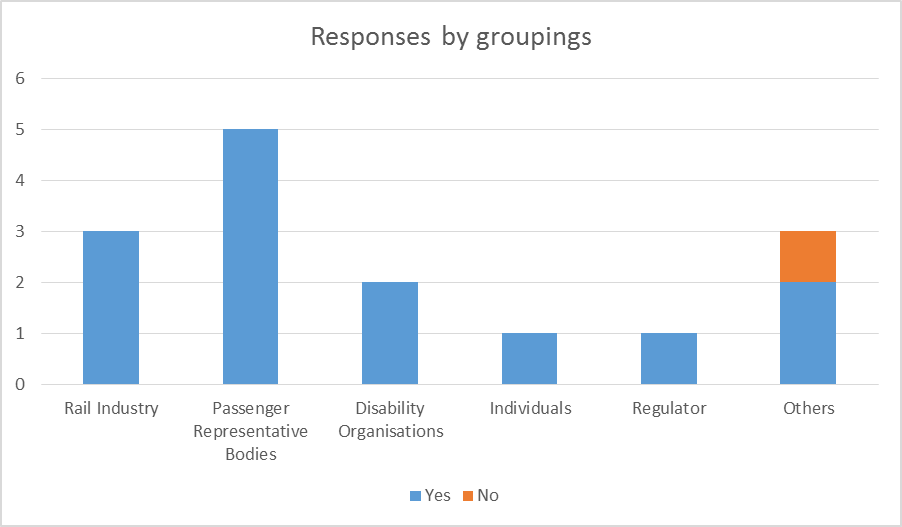 Responses by groupings
6
5
4
3
2
1
0
Rail Industry
Passenger
Representative
Bodies
Disability
Organisations
Individuals
Regulator
Others
Yes
No